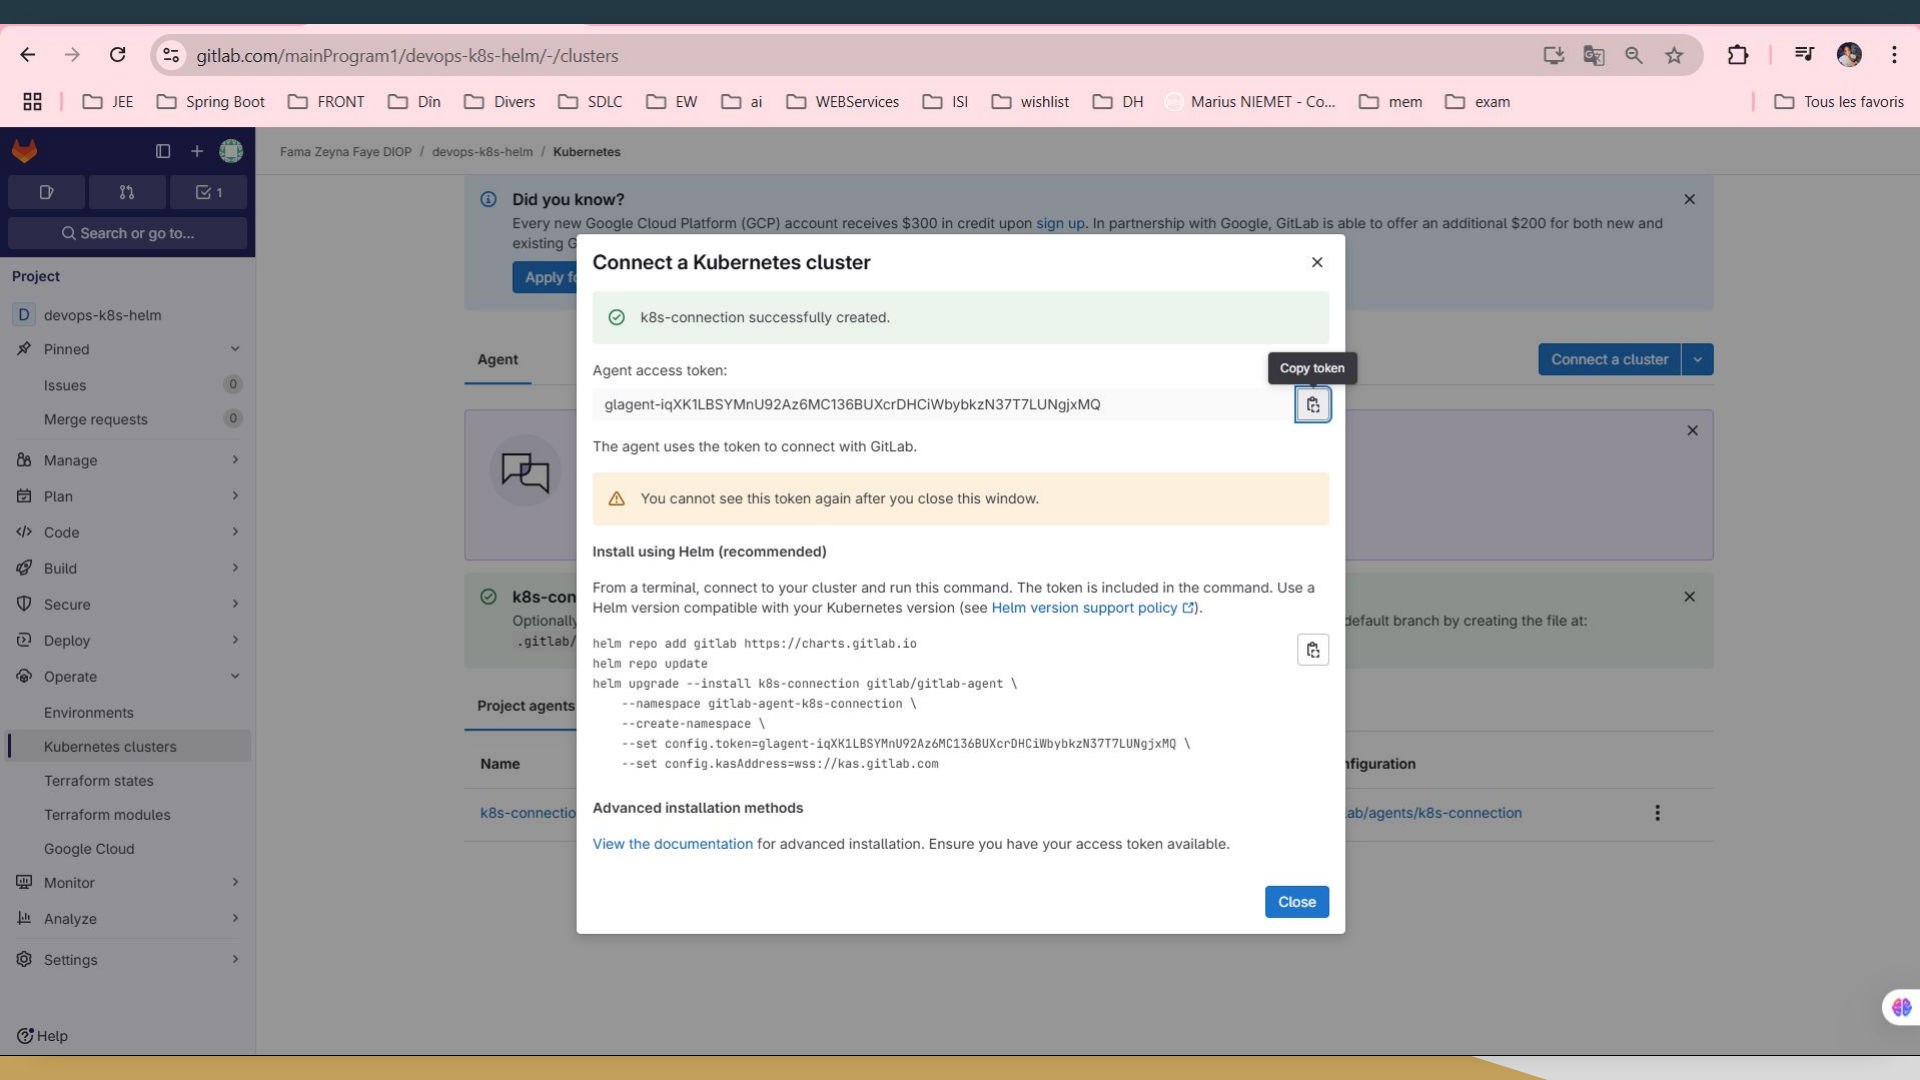 gitlab.com/mainProgram1/devops-k8s-helm/-/clusters
JEE
Spring Boot
FRONT
Dîn
Divers
SDLC
EW
ai
WEBServices
ISI
wishlist
DH
Marius NIEMET - Co...
mem
exam
Tous les favoris
1
Search or go to...
Project
D devops-k8s-helm
Pinned
Issues 0
Merge requests 0
Manage
Plan
Code
Build
Secure
Deploy
Operate
Environments
Kubernetes clusters
Terraform states
Terraform modules
Google Cloud
Monitor
Analyze
Settings
Help
Fama Zeyna Faye DIOP / devops-k8s-helm / Kubernetes
Did you know?
Every new Google Cloud Platform (GCP) account receives $300 in credit upon sign up. In partnership with Google, GitLab is able to offer an additional $200 for both new and
existing G
Apply fo
Agent
Connect a cluster
k8s-con
Optionally
default branch by creating the file at:
.gitlab/
Project agents
Name
nfiguration
k8s-connectio
ab/agents/k8s-connection
Connect a Kubernetes cluster
k8s-connection successfully created.
Agent access token:
Copy token
glagent-iqXK1LBSYMnU92Az6MC136BUXcrDHCiWbybkzN37T7LUNgjxMQ
The agent uses the token to connect with GitLab.
You cannot see this token again after you close this window.
Install using Helm (recommended)
From a terminal, connect to your cluster and run this command. The token is included in the command. Use a
Helm version compatible with your Kubernetes version (see Helm version support policy).
helm repo add gitlab https://charts.gitlab.io
helm repo update
helm upgrade --install k8s-connection gitlab/gitlab-agent \
--namespace gitlab-agent-k8s-connection \
--create-namespace \
--set config.token=glagent-iqXK1LBSYMnU92Az6MC136BUXcrDHCiWbybkzN37T7LUNgjxMQ \
--set config.kasAddress=wss://kas.gitlab.com
Advanced installation methods
View the documentation for advanced installation. Ensure you have your access token available.
Close